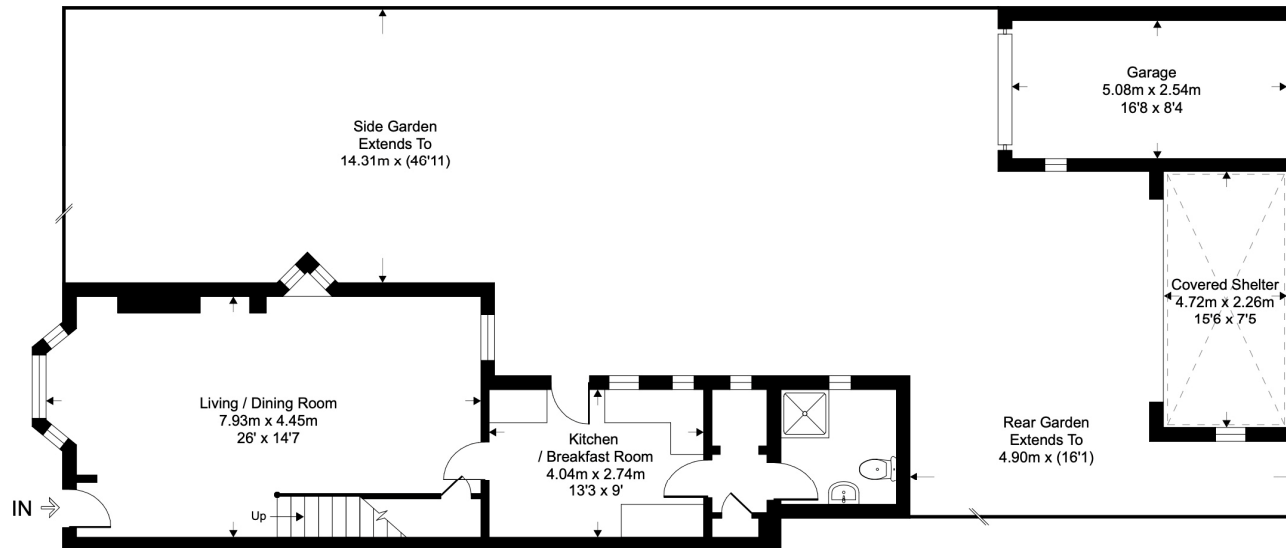 Side Garden
Extends To
14.31m x (46'11)
Garage
5.08m x 2.54m
16'8 x 8'4
Covered Shelter
4.72m x 2.26m
15'6 x 7'5
Living / Dining Room
7.93m x 4.45m
26' x 14'7
Kitchen
/ Breakfast Room
4.04m x 2.74m
13'3 x 9'
Rear Garden
Extends To
4.90m x (16'1)
IN
Up